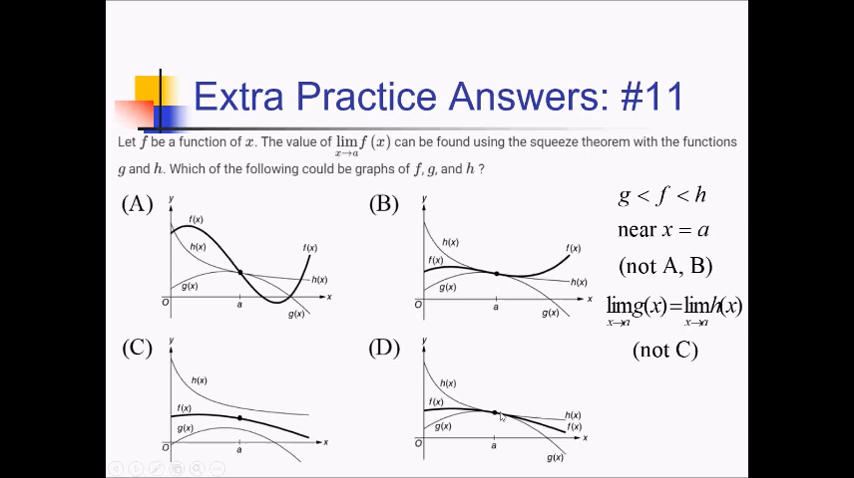 Extra Practice Answers: #11
Let f be a function of x. The value of lim f (x) can be found using the squeeze theorem with the functions
x→a
g and h. Which of the following could be graphs of f, g, and h ?
(A)
y
f(x)
h(x)
g(x)
f(x)
h(x)
g(x)
O
a
x
(B)
y
h(x)
f(x)
g(x)
f(x)
h(x)
g(x)
O
a
x
g < f < h
near x = a
(not A, B)
lim g(x) = lim h(x)
x→a x→a
(not C)
(C)
y
h(x)
f(x)
g(x)
O
a
x
(D)
y
h(x)
f(x)
g(x)
h(x)
f(x)
g(x)
O
a
x